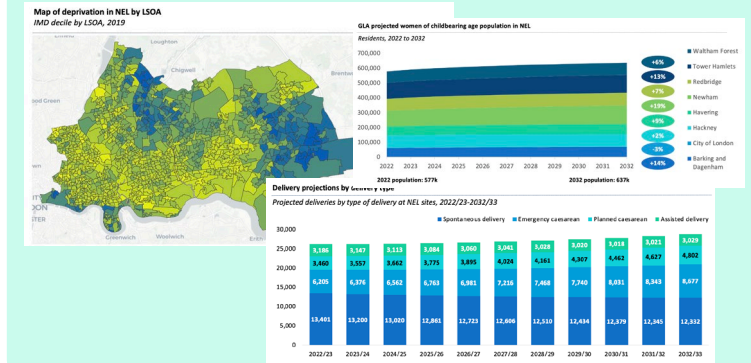 Map of deprivation in NEL by LSOA
IMD decile by LSOA, 2019
Loughton
Chigwell
Brentw
ood Green
DON
STER
Greenwich
Woolwich
Erith
GLA projected women of childbearing age population in NEL
Residents, 2022 to 2032
700,000
600,000
500,000
400,000
300,000
200,000
100,000
0
2022 2023 2024 2025 2026 2027 2028 2029 2030 2031 2032
2022 population: 577k
2032 population: 637k
+6%
+13%
+7%
+19%
+9%
+2%
-3%
+14%
Waltham Forest
Tower Hamlets
Redbridge
Newham
Havering
Hackney
City of London
Barking and
Dagenham
Delivery projections by delivery type
Projected deliveries by type of delivery at NEL sites, 2022/23-2032/33
Spontaneous delivery Emergency caesarean Planned caesarean Assisted delivery
30,000
25,000
20,000
15,000
10,000
5,000
0
3,186 3,147 3,113 3,084 3,060 3,041 3,028 3,020 3,018 3,021 3,029
3,460 3,557 3,662 3,775 3,895 4,024 4,161 4,307 4,462 4,627 4,802
6,205 6,376 6,562 6,763 6,981 7,216 7,468 7,740 8,031 8,343 8,677
13,401 13,200 13,020 12,861 12,723 12,606 12,510 12,434 12,379 12,345 12,332
2022/23 2023/24 2024/25 2025/26 2026/27 2027/28 2028/29 2029/30 2030/31 2031/32 2032/33